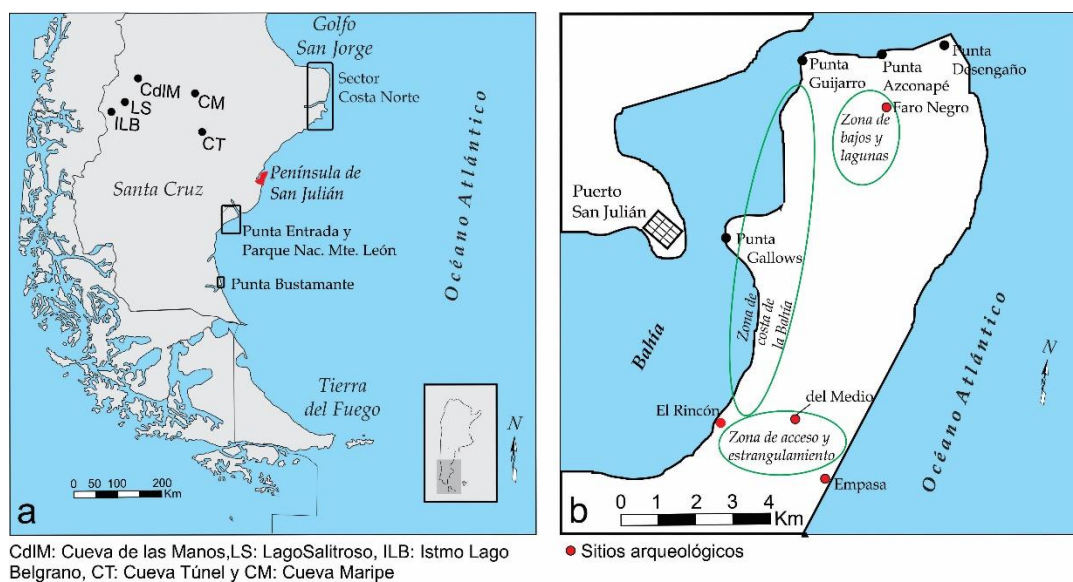 Golfo
San Jorge
Sector
Costa Norte
CdlM
LS
ILB
CM
CT
Península de
San Julián
Santa Cruz
Punta Entrada y
Parque Nac. Mte. León
Punta Bustamante
Océano Atlántico
Tierra
del Fuego
N
0 50 100 200
Km
a
CdlM: Cueva de las Manos,LS: LagoSalitroso, ILB: Istmo Lago
Belgrano, CT: Cueva Túnel y CM: Cueva Maripe
Punta
Guijarro
Punta
Azconapé
Punta
Desengaño
Faro Negro
Zona de
bajos y
lagunas
Puerto
San Julián
Punta
Gallows
Zona de
costa de
la Bahía
Bahía
Océano Atlántico
N
El Rincón
del Medio
Zona de acceso y
estrangulamiento
Empasa
0 1 2 3 4
Km
b
Sitios arqueológicos